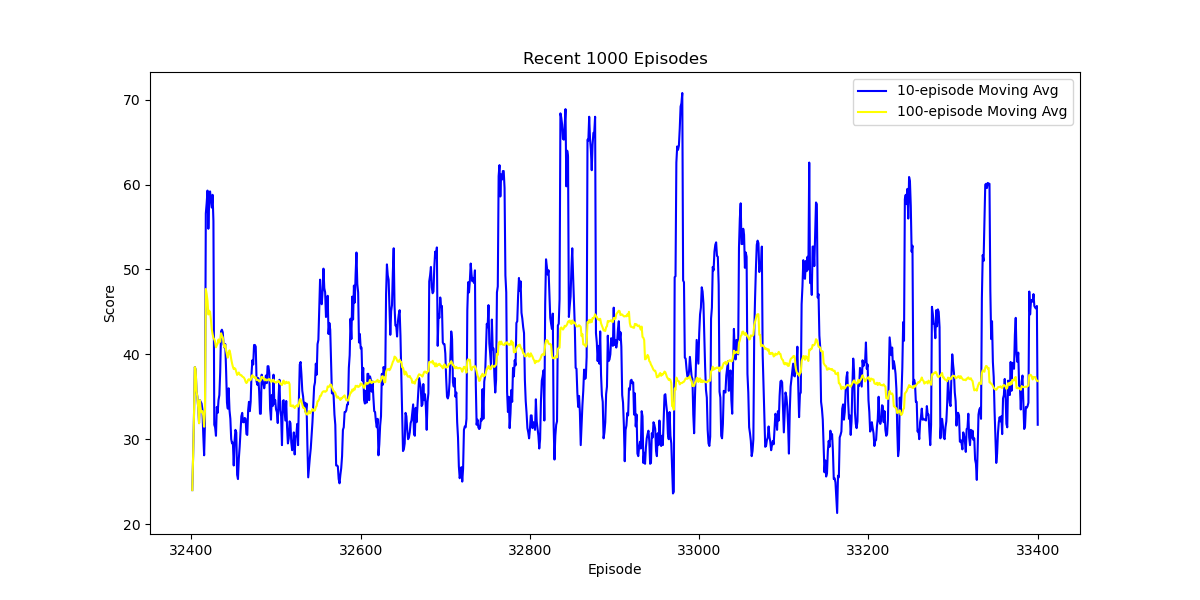 Recent 1000 Episodes
10-episode Moving Avg
100-episode Moving Avg
Score
70
60
50
40
30
20
32400
32600
32800
33000
33200
33400
Episode